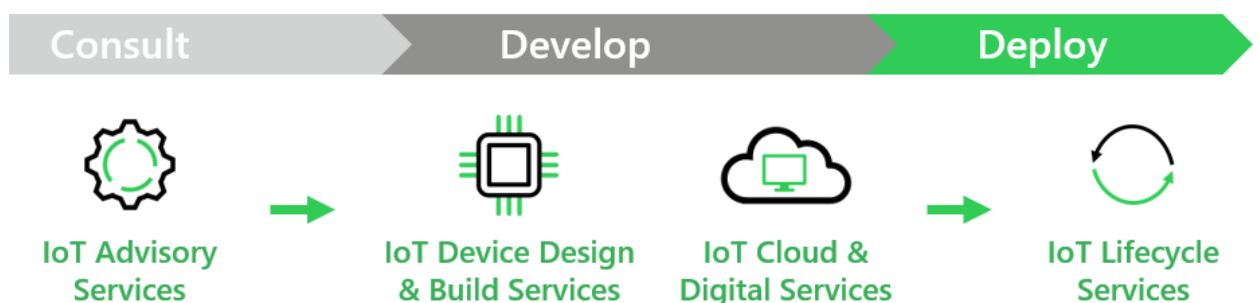 Consult
Develop
Deploy
IoT Advisory
Services
IoT Device Design
& Build Services
IoT Cloud &
Digital Services
IoT Lifecycle
Services